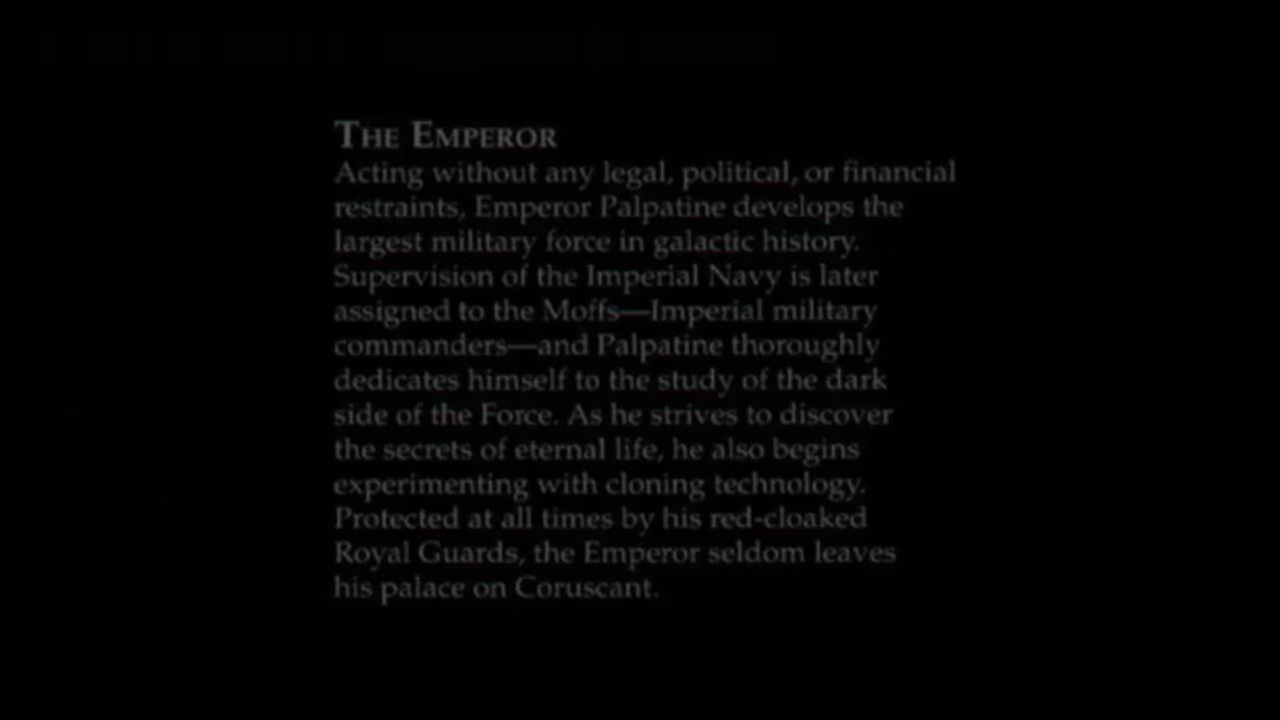 THE EMPEROR
Acting without any legal, political, or financial
restraints, Emperor Palpatine develops the
largest military force in galactic history.
Supervision of the Imperial Navy is later
assigned to the Moffs—Imperial military
commanders—and Palpatine thoroughly
dedicates himself to the study of the dark
side of the Force. As he strives to discover
the secrets of eternal life, he also begins
experimenting with cloning technology.
Protected at all times by his red-cloaked
Royal Guards, the Emperor seldom leaves
his palace on Coruscant.